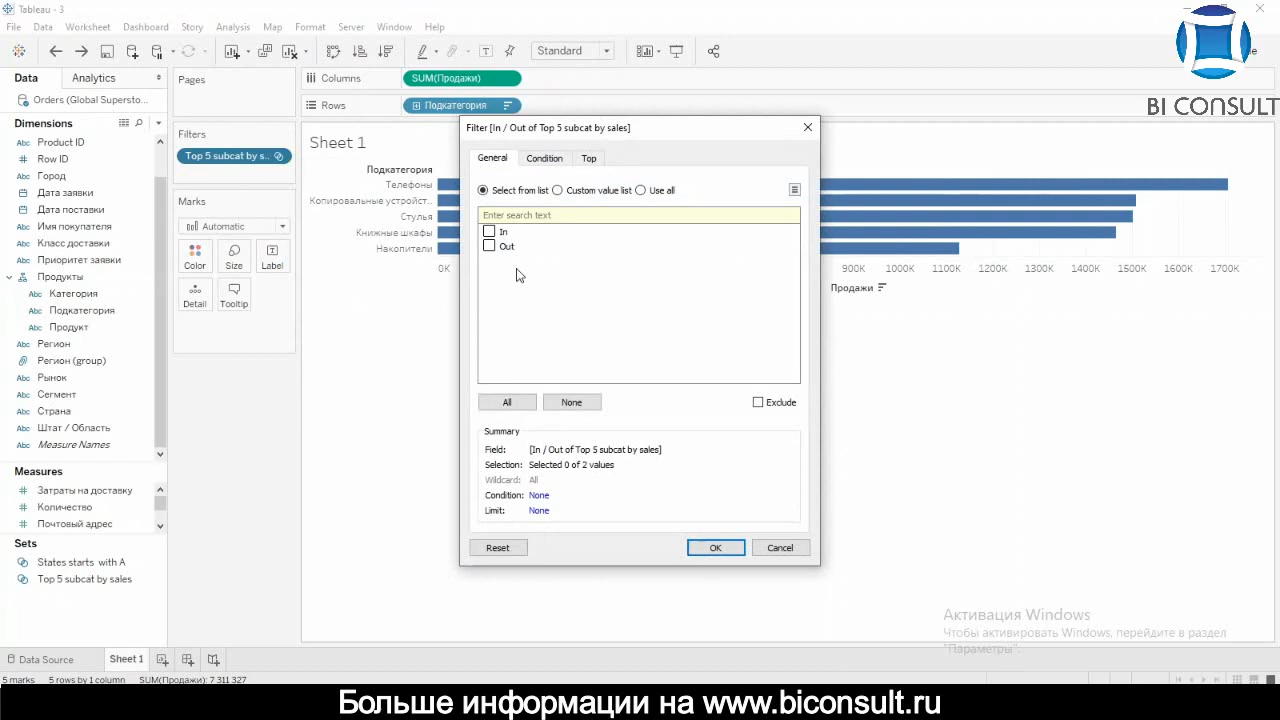 Tableau - 3
File Data Worksheet Dashboard Story Analysis Map Format Server Window Help
Standard
BI CONSULT
Data Analytics
Orders (Global Supersto...
Dimensions
Product ID
Row ID
Город
Дата заявки
Дата поставки
Имя покупателя
Класс доставки
Приоритет заявки
Продукты
Категория
Подкатегория
Продукт
Регион
Регион (group)
Рынок
Сегмент
Страна
Штат / Область
Measure Names
Measures
Затраты на доставку
Количество
Почтовый адрес
Sets
States starts with A
Top 5 subcat by sales
Pages
Filters
Top 5 subcat by s..
Marks
Automatic
Color Size Label
Detail Tooltip
Columns SUM(Продажи)
Rows Подкатегория
Sheet 1
Подкатегория
Телефоны
Копировальные устройст..
Стулья
Книжные шкафы
Накопители
0K 900K 1000K 1100K 1200K 1300K 1400K 1500K 1600K 1700K
Продажи
Filter [In / Out of Top 5 subcat by sales]
General Condition Top
Select from list Custom value list Use all
Enter search text
In
Out
All None Exclude
Summary
Field: [In / Out of Top 5 subcat by sales]
Selection: Selected 0 of 2 values
Wildcard: All
Condition: None
Limit: None
Reset OK Cancel
Активация Windows
Чтобы активировать Windows, перейдите в раздел
"Параметры".
Data Source Sheet 1
5 marks 5 rows by 1 column SUM(Продажи): 7 311 327
Больше информации на www.biconsult.ru